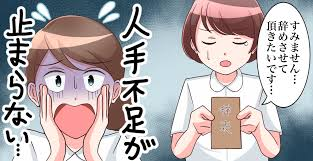 人手不足が
止まらない…
すみません…
辞めさせて
頂きたいです…
辞表